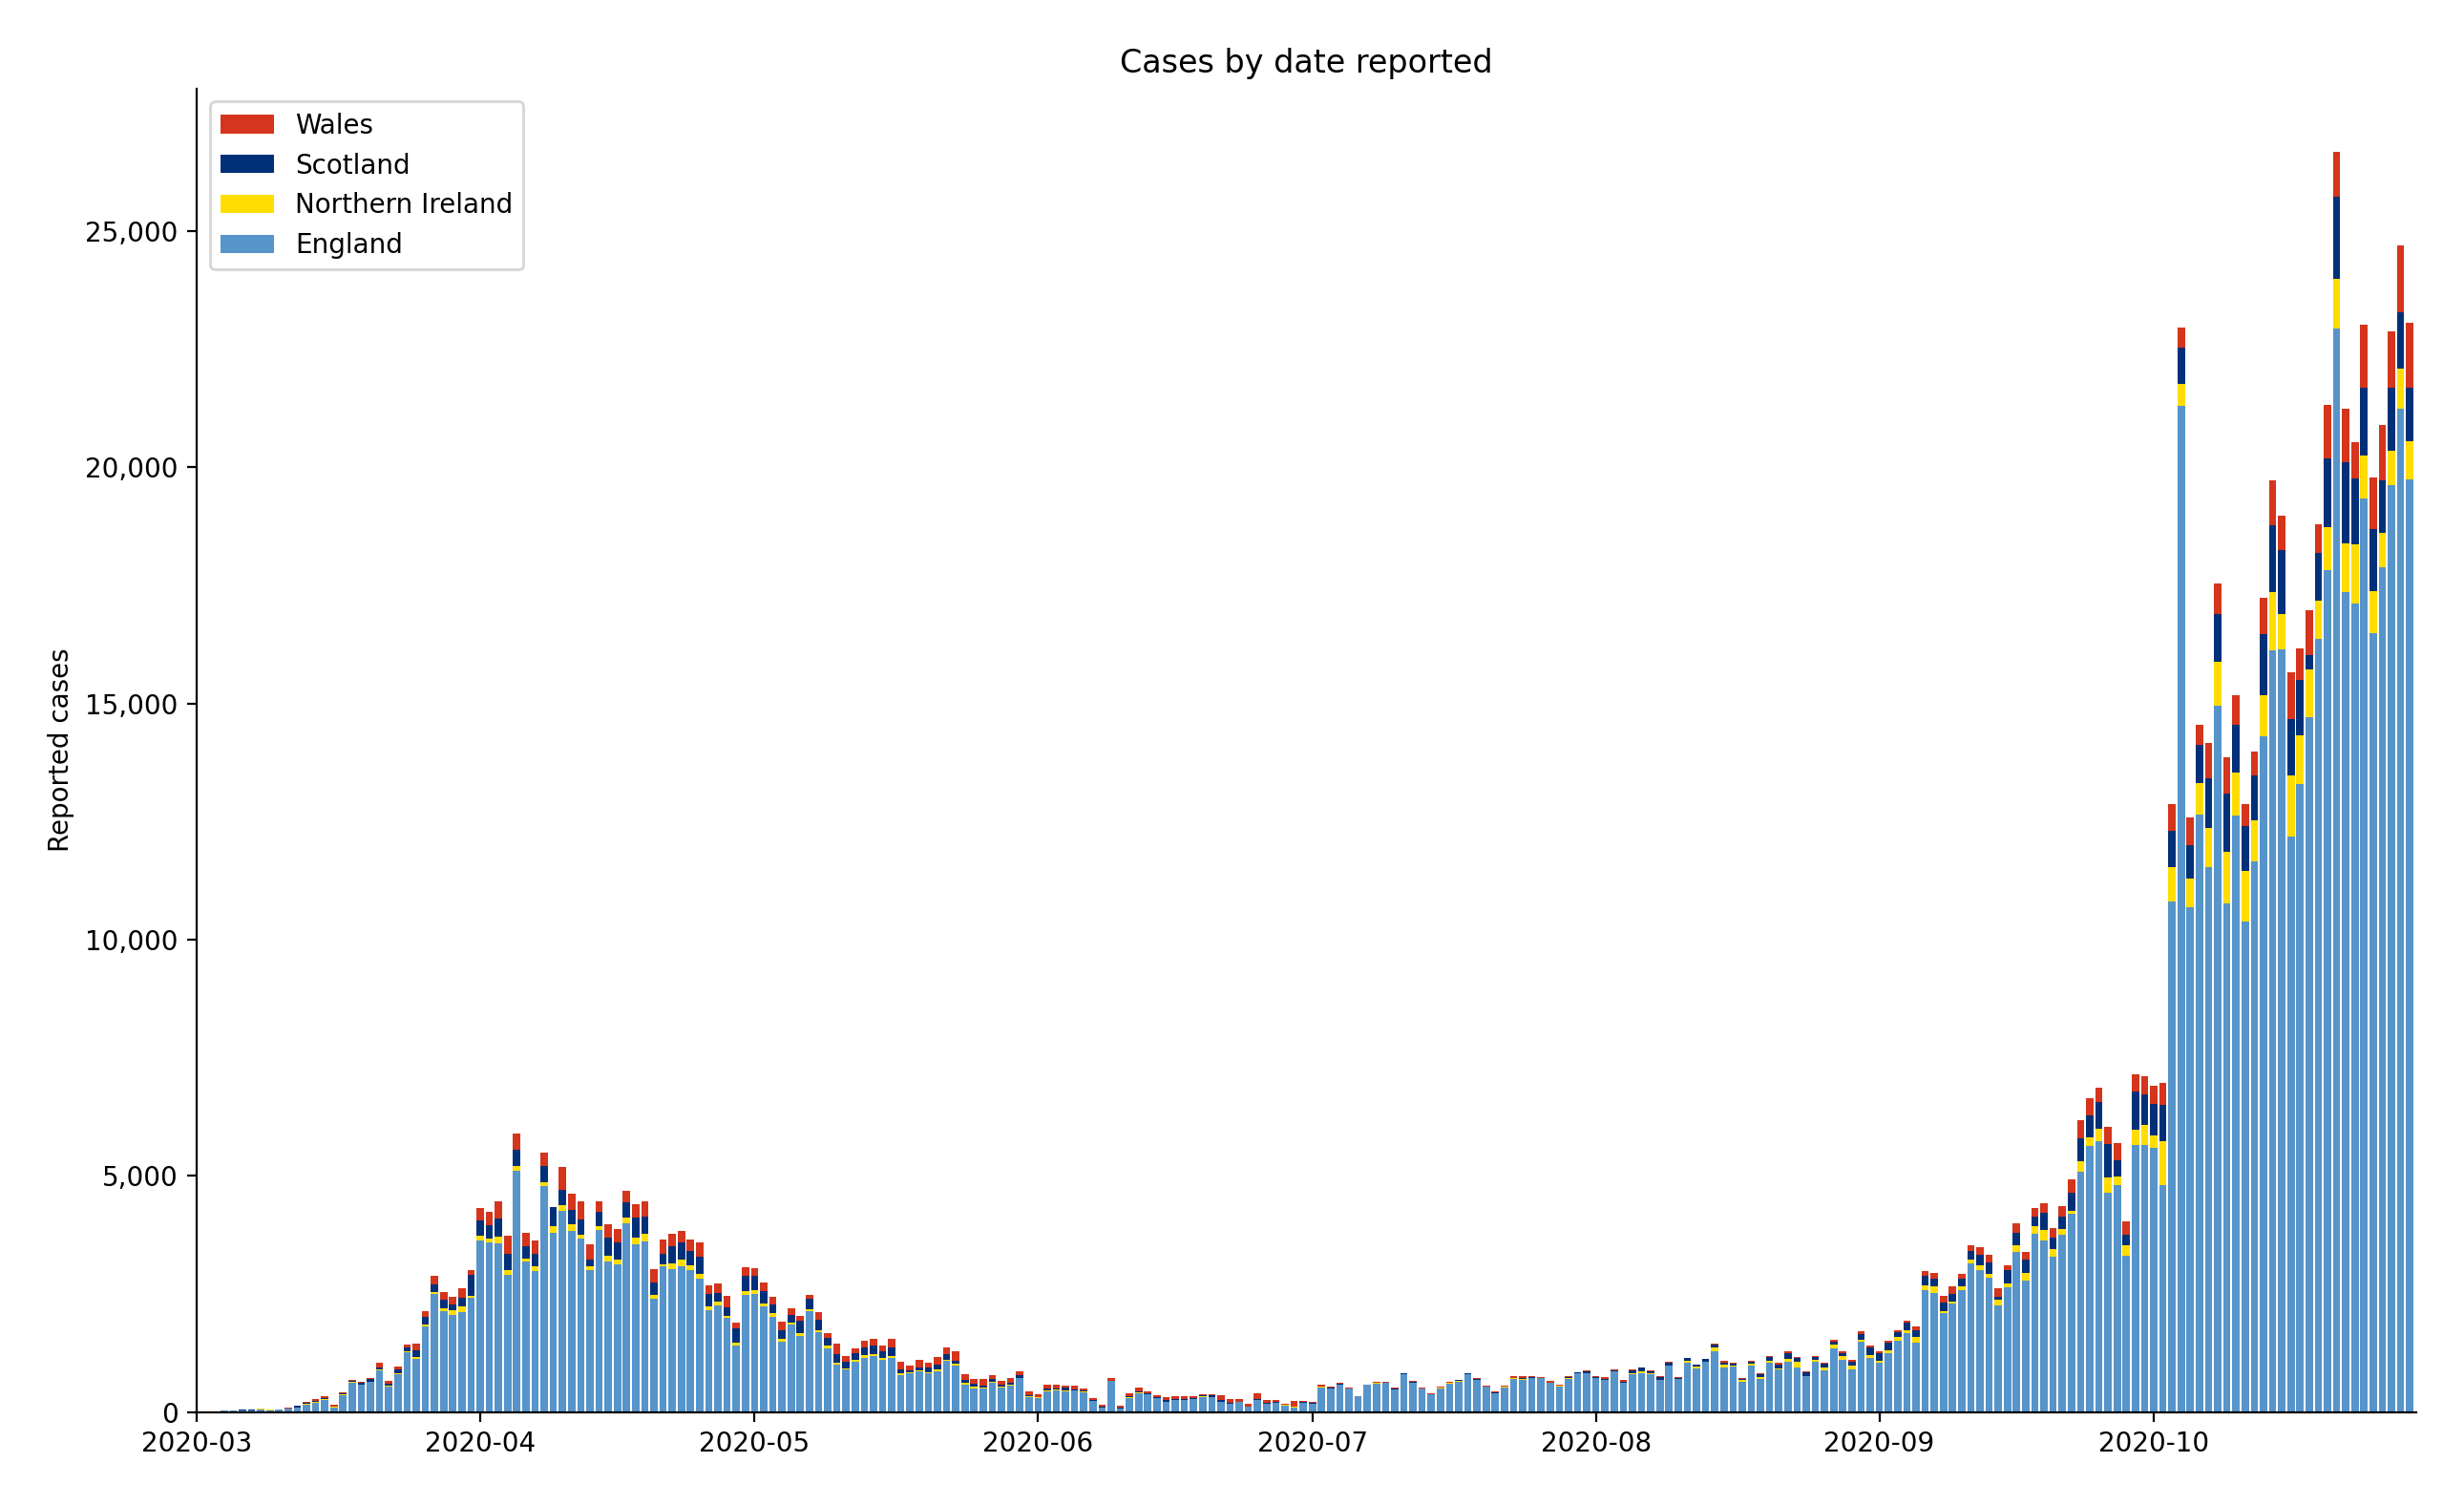 Cases by date reported
Wales
Scotland
Northern Ireland
England
Reported cases
25,000
20,000
15,000
10,000
5,000
0
2020-03 2020-04 2020-05 2020-06 2020-07 2020-08 2020-09 2020-10